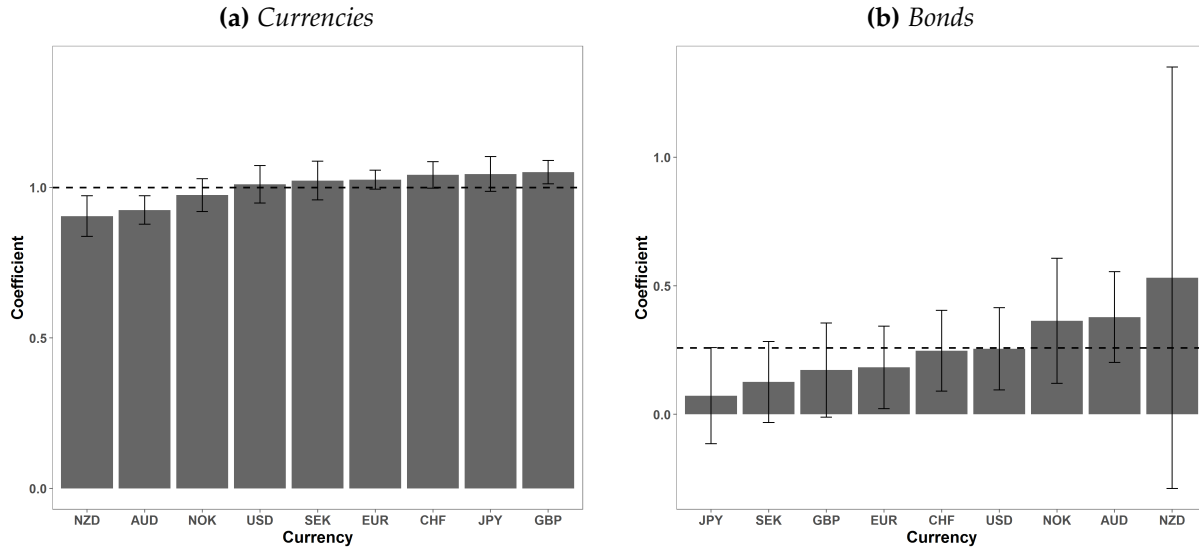 (a) Currencies
1.0
0.5
0.0
Coefficient
NZD AUD NOK USD SEK EUR CHF JPY GBP
Currency
(b) Bonds
1.0
0.5
0.0
Coefficient
JPY SEK GBP EUR CHF USD NOK AUD NZD
Currency